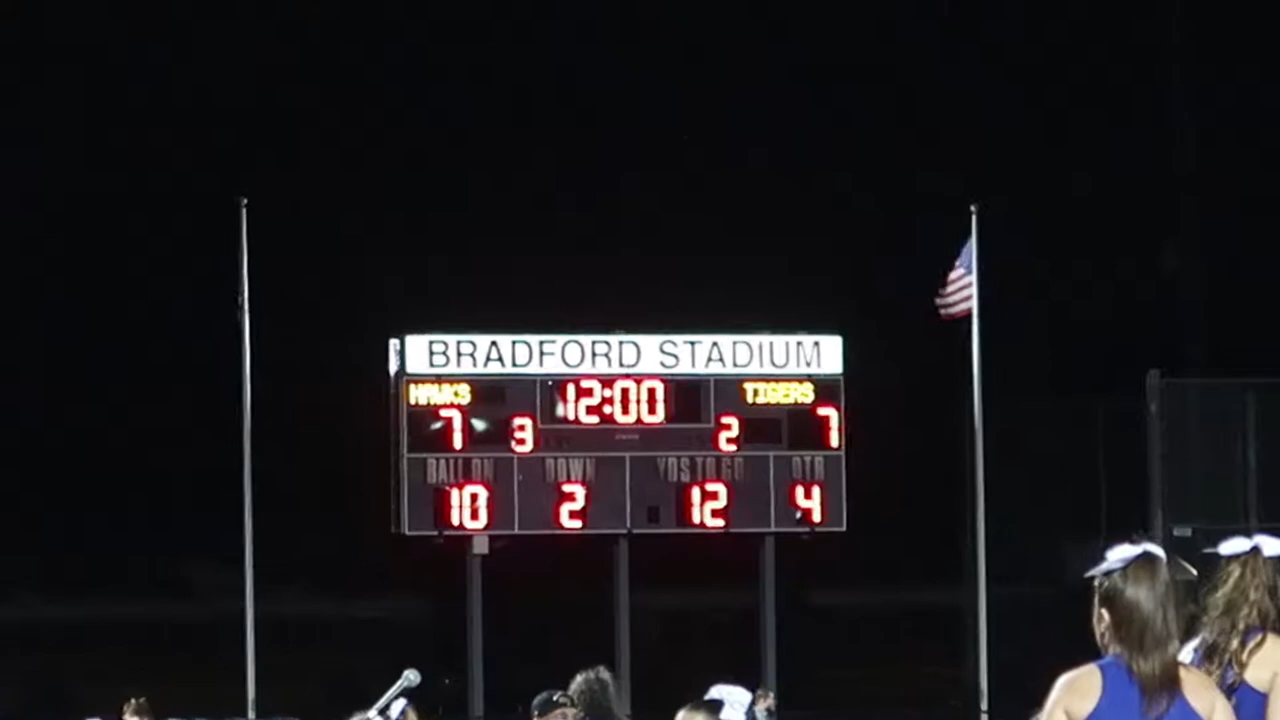 BRADFORD STADIUM
HAWKS 12:00 TIGERS
7 3 2 7
BALL ON DOWN YDS TO GO QTR
10 2 12 4